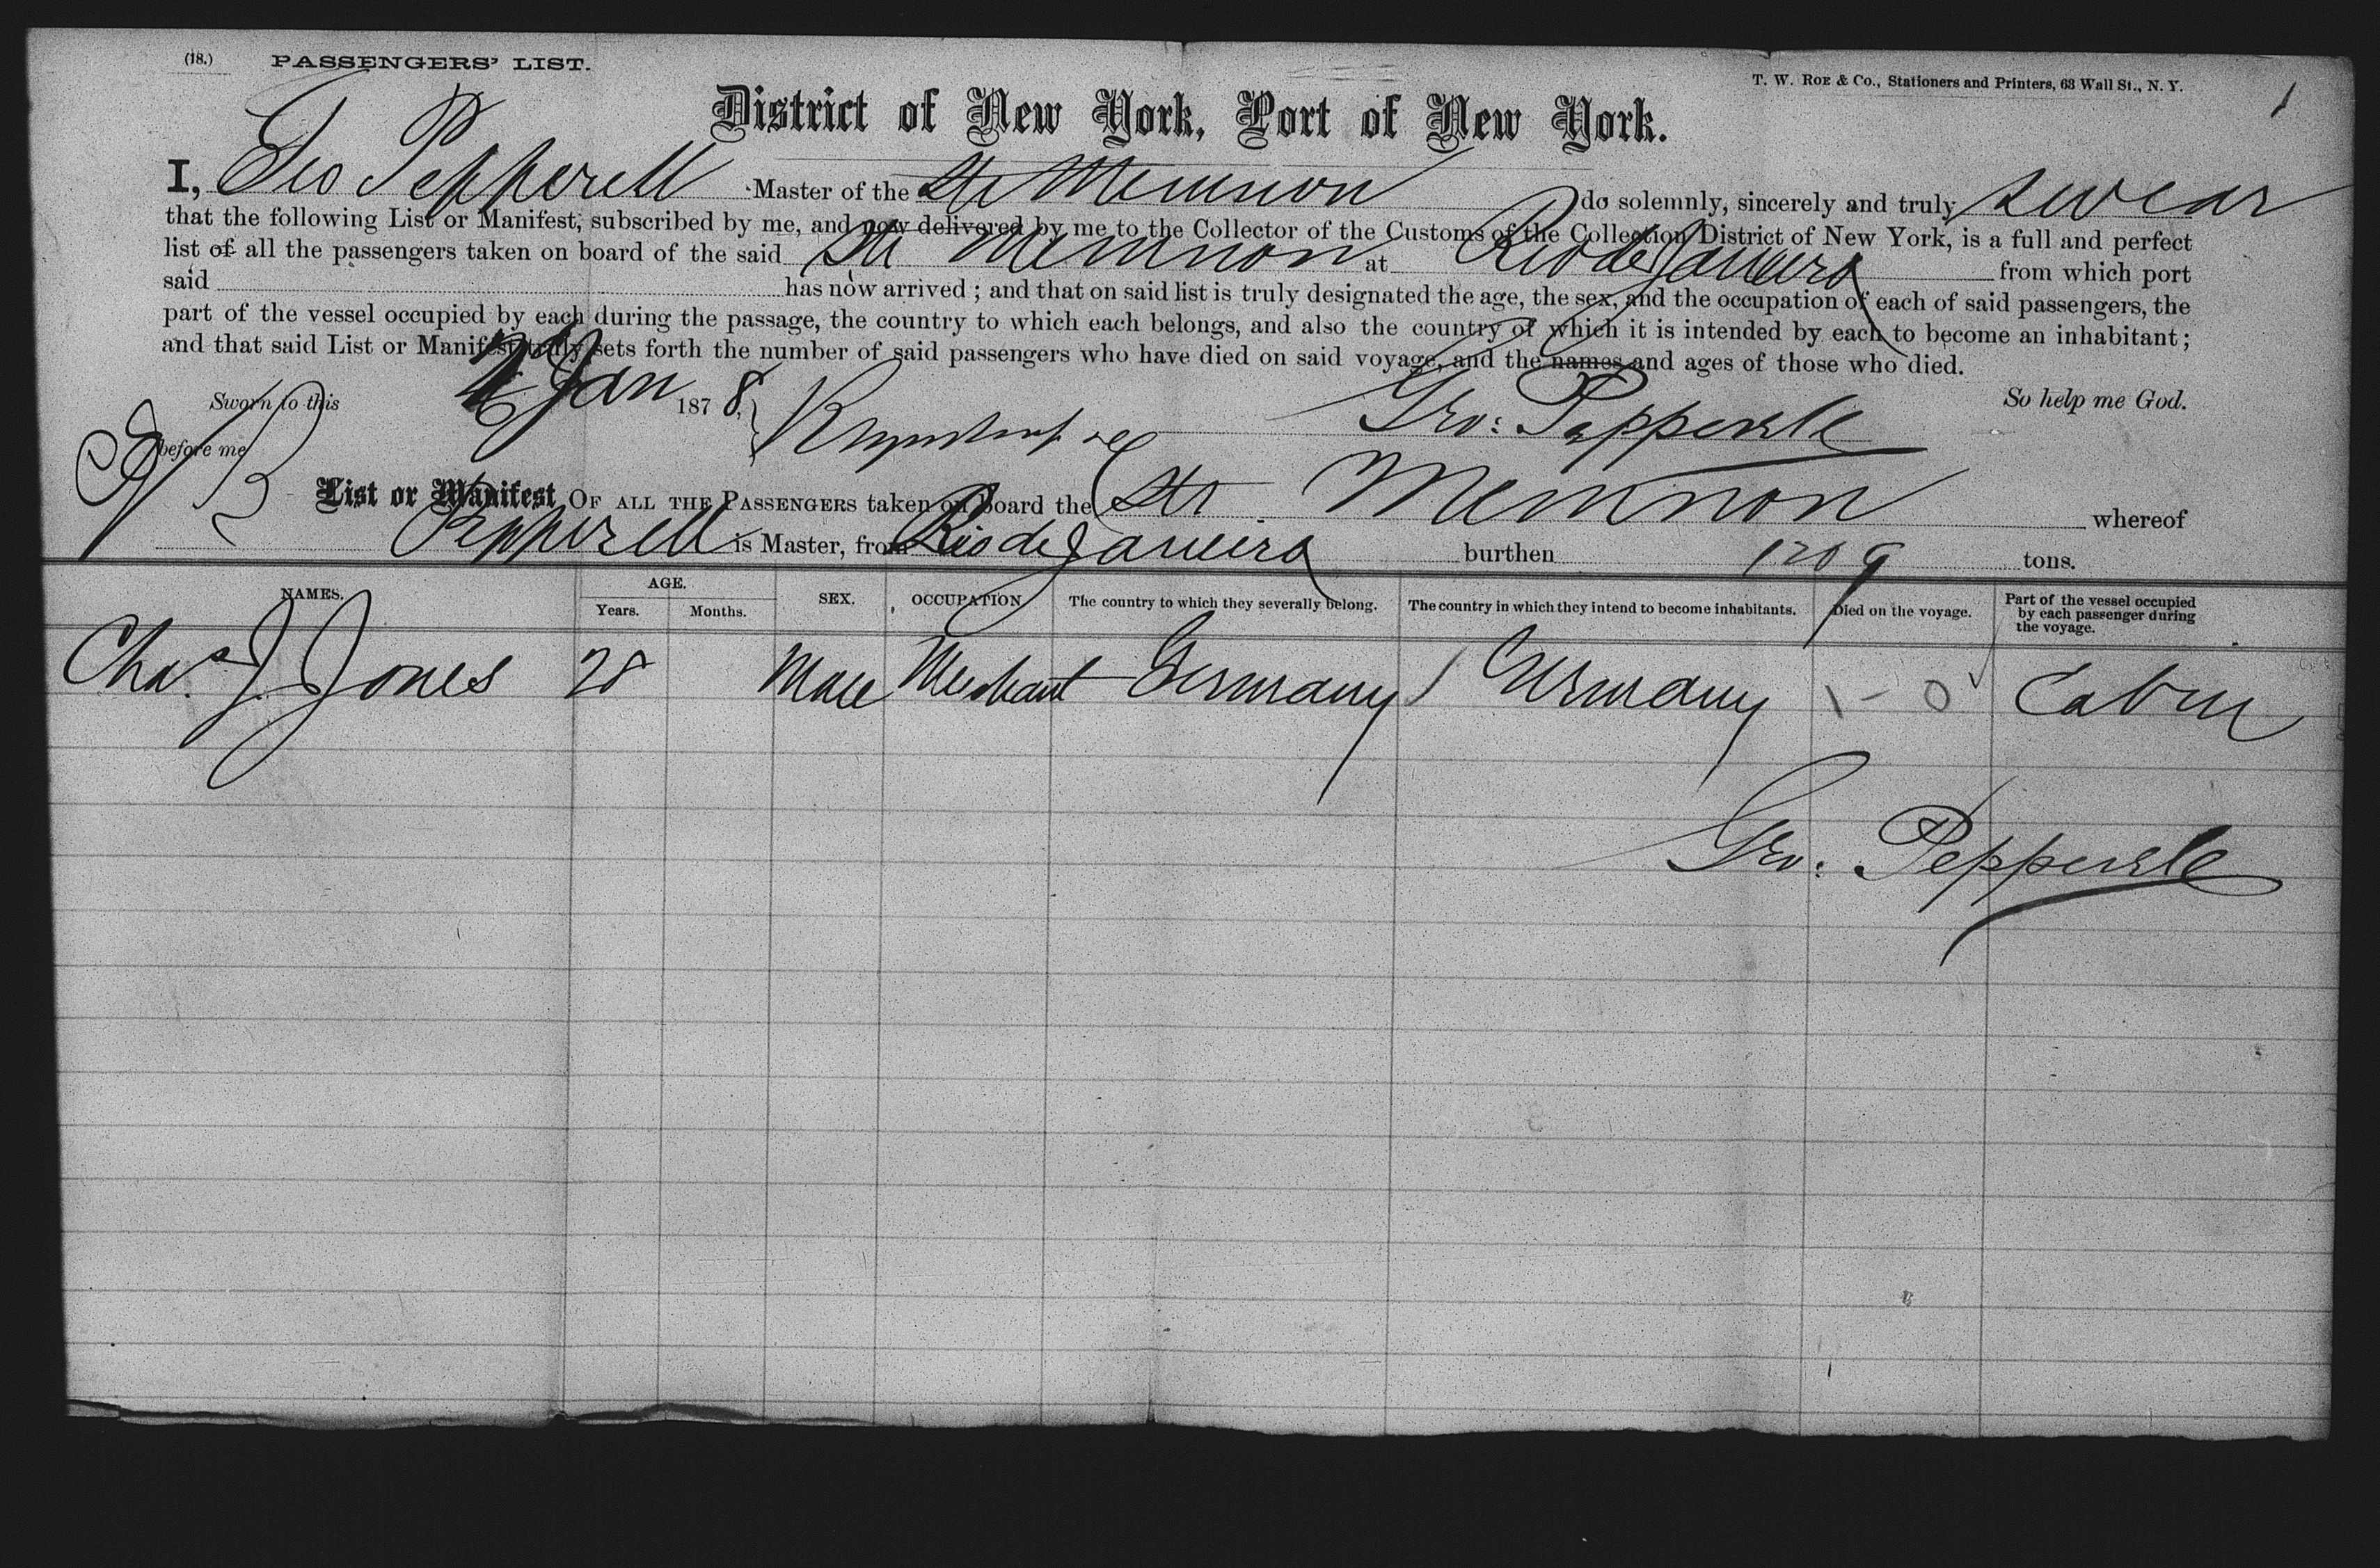 (18.) PASSENGERS' LIST.
T. W. ROE & Co., Stationers and Printers, 63 Wall St., N. Y.
1
District of New York, Port of New York.
I, Geo Pepperell Master of the Str Memnon do solemnly, sincerely and truly swear
that the following List or Manifest, subscribed by me, and now delivered by me to the Collector of the Customs of the Collection District of New York, is a full and perfect
list of all the passengers taken on board of the said Str Memnon at Rio de Janeiro from which port
said has now arrived; and that on said list is truly designated the age, the sex, and the occupation of each of said passengers, the
part of the vessel occupied by each during the passage, the country to which each belongs, and also the country of which it is intended by each to become an inhabitant;
and that said List or Manifest truly sets forth the number of said passengers who have died on said voyage, and the names and ages of those who died.
Sworn to this Jan 1878, Geo: Pepperell So help me God.
before me
List or Manifest OF ALL THE PASSENGERS taken on board the Str Memnon whereof
Pepperell is Master, from Rio de Janeiro burthen 1209 tons.
NAMES. AGE. Years. Months. SEX. OCCUPATION The country to which they severally belong. The country in which they intend to become inhabitants. Died on the voyage. Part of the vessel occupied by each passenger during the voyage.
Chas. J. Jones 28 Male Merchant Germany Germany 1 - 0 Cabin
Geo: Pepperell